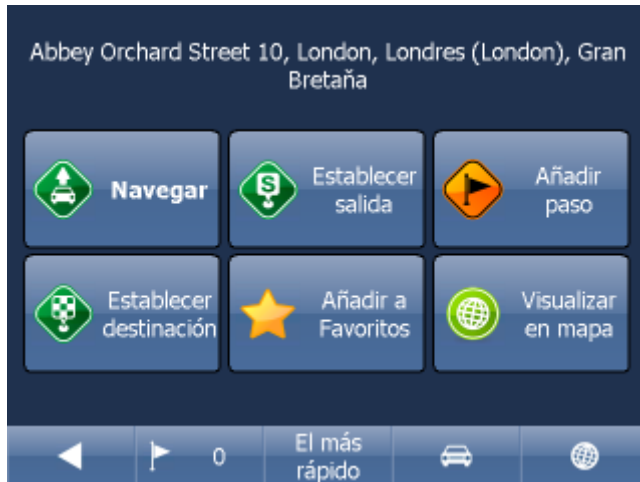 Abbey Orchard Street 10, London, Londres (London), Gran
Bretaňa
Navegar
Establecer
salida
Añadir
paso
Establecer
destinación
Añadir a
Favoritos
Visualizar
en mapa
0
El más
rápido